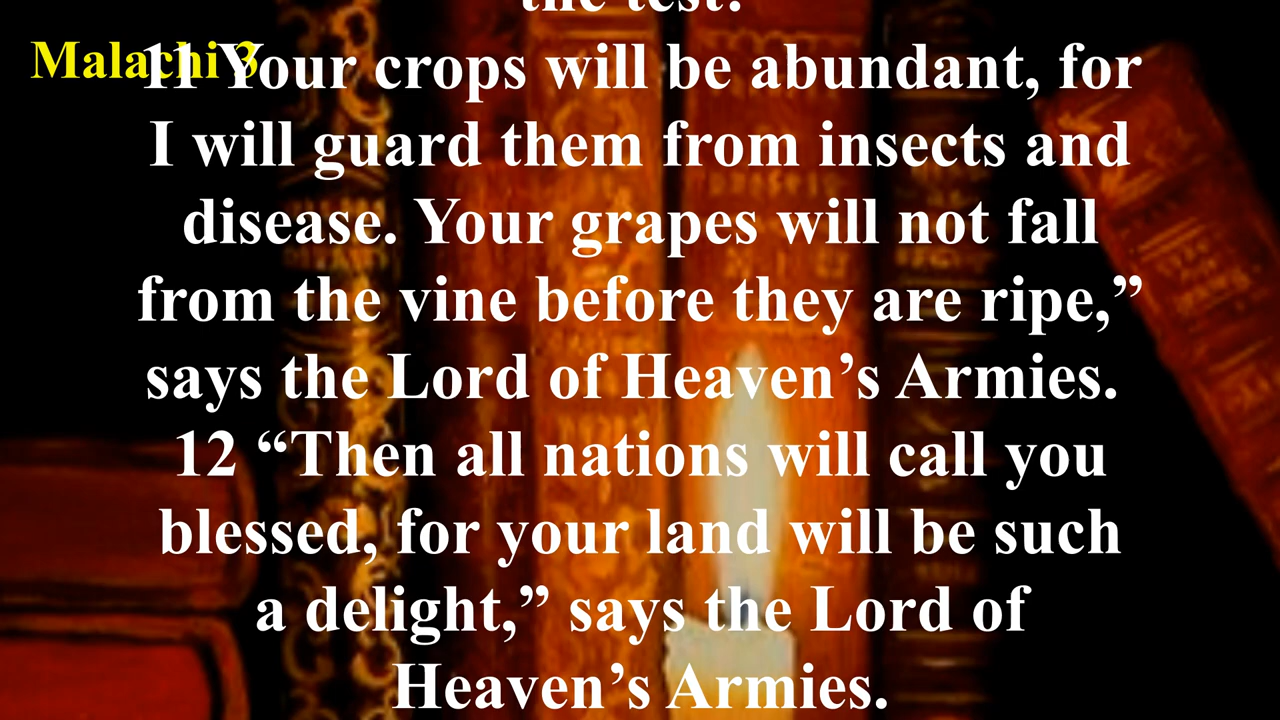 the test!
Malachi 3
11 Your crops will be abundant, for
I will guard them from insects and
disease. Your grapes will not fall
from the vine before they are ripe,”
says the Lord of Heaven’s Armies.
12 “Then all nations will call you
blessed, for your land will be such
a delight,” says the Lord of
Heaven’s Armies.